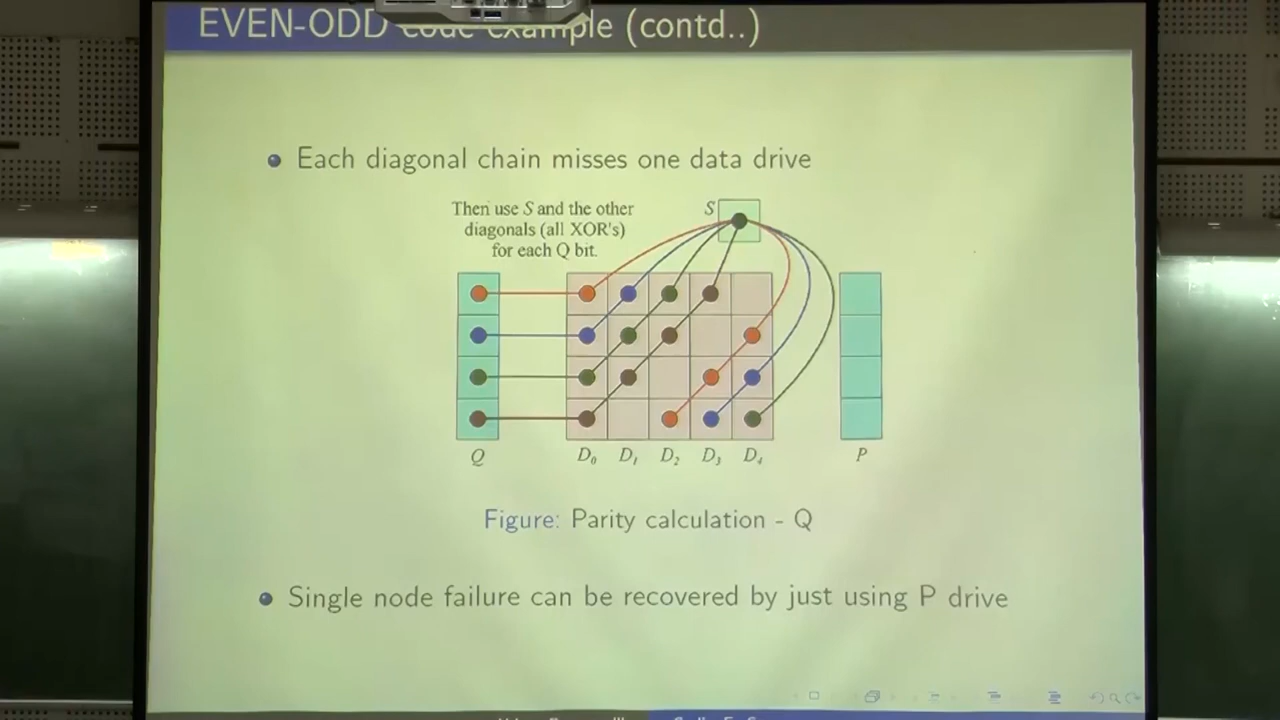 EVEN-ODD code example (contd..)
Each diagonal chain misses one data drive
Then use S and the other
diagonals (all XOR's)
for each Q bit.
S
Q D₀ D₁ D₂ D₃ D₄ P
Figure: Parity calculation - Q
Single node failure can be recovered by just using P drive